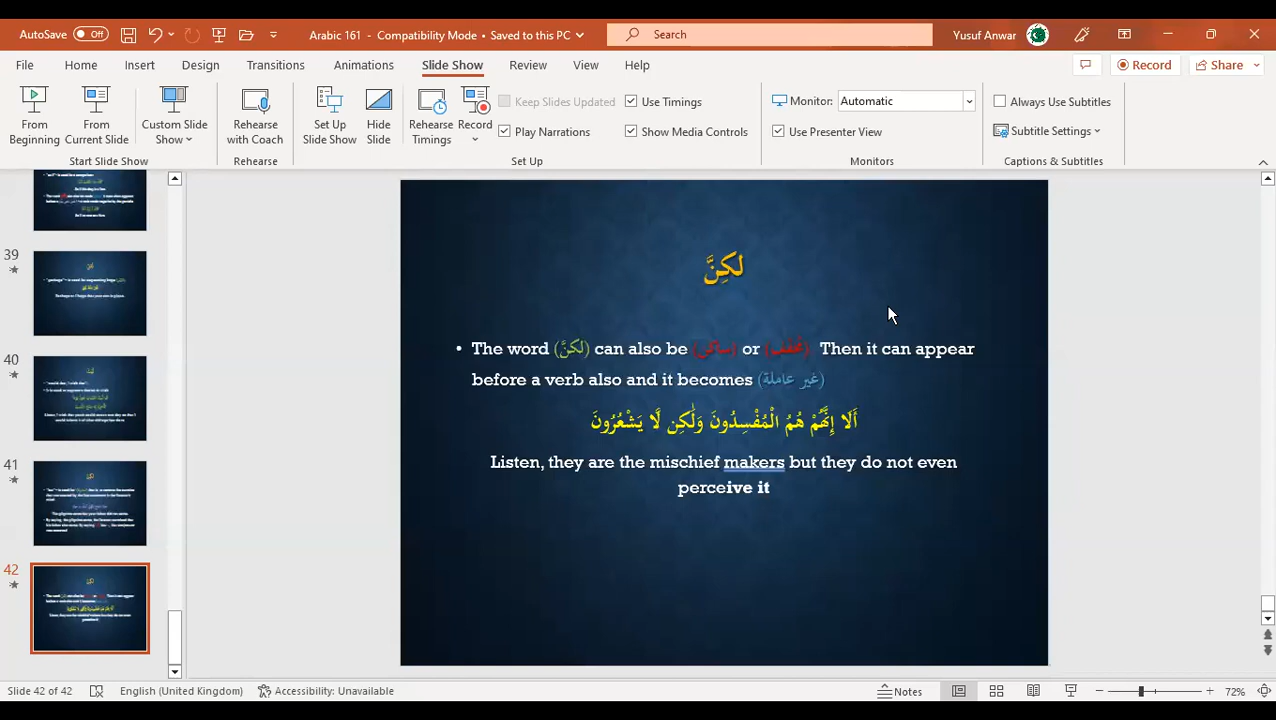 AutoSave Off Arabic 161 - Compatibility Mode • Saved to this PC Search Yusuf Anwar
File Home Insert Design Transitions Animations Slide Show Review View Help Record Share
From Beginning From Current Slide Custom Slide Show Rehearse with Coach Set Up Slide Show Hide Slide Rehearse Timings Record
Keep Slides Updated Use Timings
Play Narrations Show Media Controls
Monitor: Automatic
Use Presenter View
Always Use Subtitles
Subtitle Settings
Start Slide Show Rehearse Set Up Monitors Captions & Subtitles
39
40
41
42
لكِنَّ
• The word (لكنَّ) can also be (ساكن) or (مُخفّف). Then it can appear
before a verb also and it becomes (غير عاملة)
أَلا إِنَّهُمْ هُمُ الْمُفْسِدُونَ وَلَٰكِن لَّا يَشْعُرُونَ
Listen, they are the mischief makers but they do not even
perceive it
Slide 42 of 42 English (United Kingdom) Accessibility: Unavailable Notes 72%